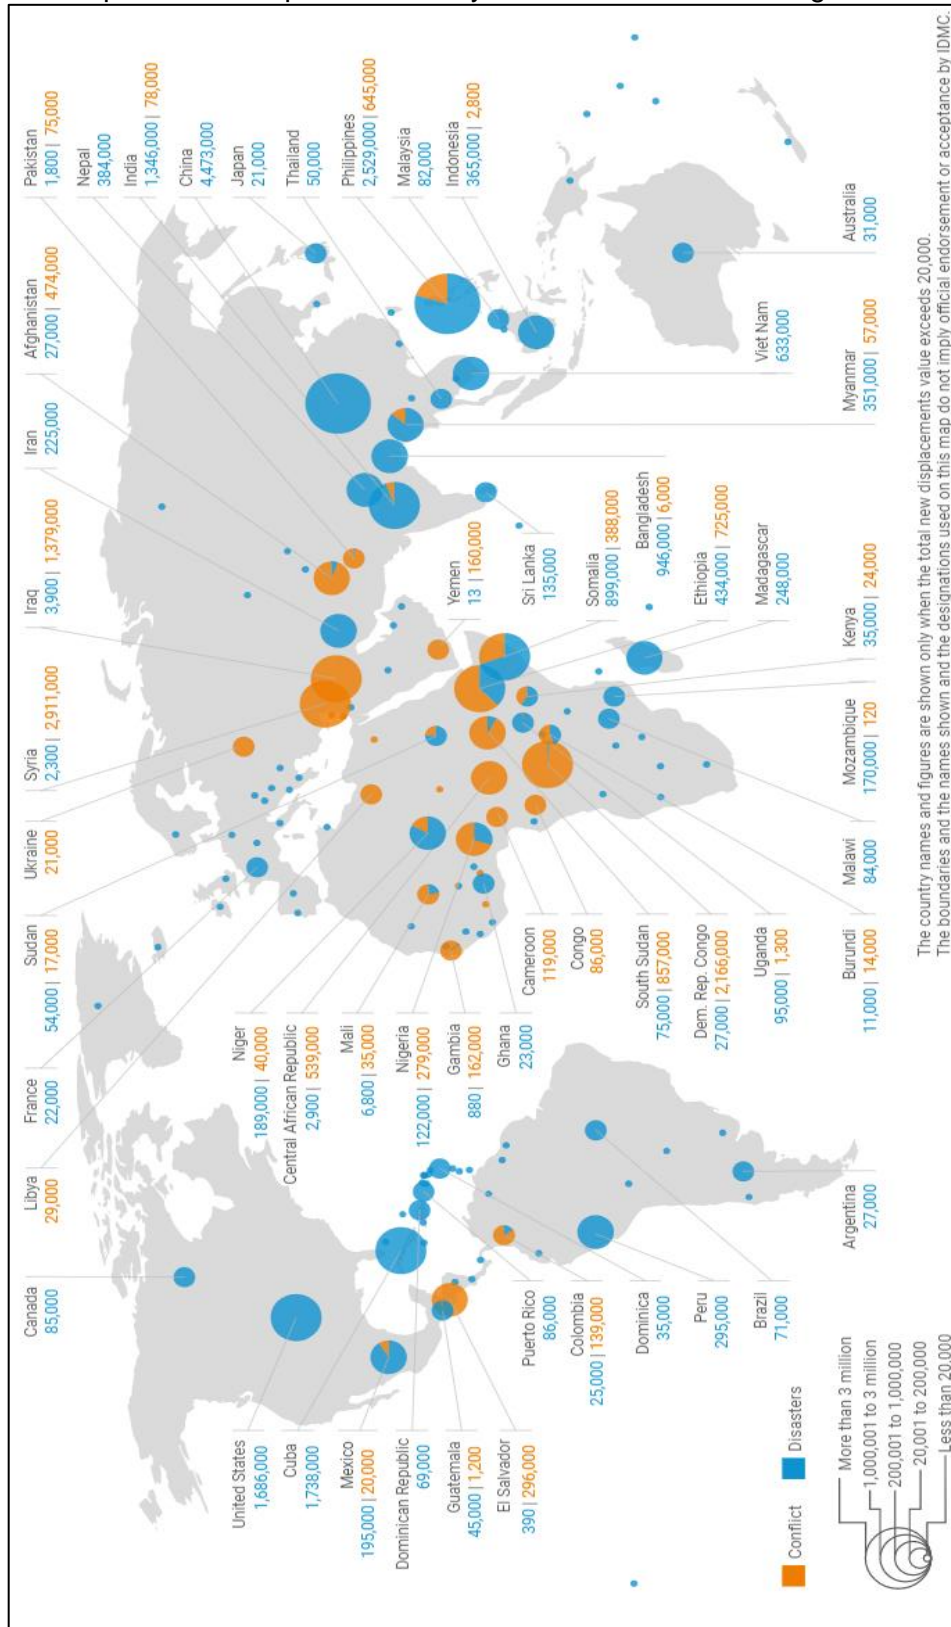 Canada
85,000
Libya
29,000
France
22,000
Sudan
54,000 | 17,000
Ukraine
21,000
Syria
2,300 | 2,911,000
Iraq
3,900 | 1,379,000
Iran
225,000
Afghanistan
27,000 | 474,000
Pakistan
1,800 | 75,000
Nepal
384,000
India
1,346,000 | 78,000
China
4,473,000
Japan
21,000
Thailand
50,000
Philippines
2,529,000 | 645,000
Malaysia
82,000
Indonesia
365,000 | 2,800
United States
1,686,000
Cuba
1,738,000
Mexico
195,000 | 20,000
Dominican Republic
69,000
Guatemala
45,000 | 1,200
El Salvador
390 | 296,000
Niger
189,000 | 40,000
Central African Republic
2,900 | 539,000
Mali
6,800 | 35,000
Nigeria
122,000 | 279,000
Gambia
880 | 162,000
Ghana
23,000
Puerto Rico
86,000
Colombia
25,000 | 139,000
Dominica
35,000
Peru
295,000
Brazil
71,000
Argentina
27,000
Cameroon
119,000
Congo
86,000
South Sudan
75,000 | 857,000
Dem. Rep. Congo
27,000 | 2,166,000
Uganda
95,000 | 1,300
Burundi
11,000 | 14,000
Malawi
84,000
Mozambique
170,000 | 120
Kenya
35,000 | 24,000
Yemen
13 | 160,000
Sri Lanka
135,000
Somalia
899,000 | 388,000
Bangladesh
946,000 | 6,000
Ethiopia
434,000 | 725,000
Madagascar
248,000
Myanmar
351,000 | 57,000
Viet Nam
633,000
Australia
31,000
Conflict
Disasters
More than 3 million
1,000,001 to 3 million
200,001 to 1,000,000
20,001 to 200,000
Less than 20,000
The country names and figures are shown only when the total new displacements value exceeds 20,000.
The boundaries and the names shown and the designations used on this map do not imply official endorsement or acceptance by IDMC.